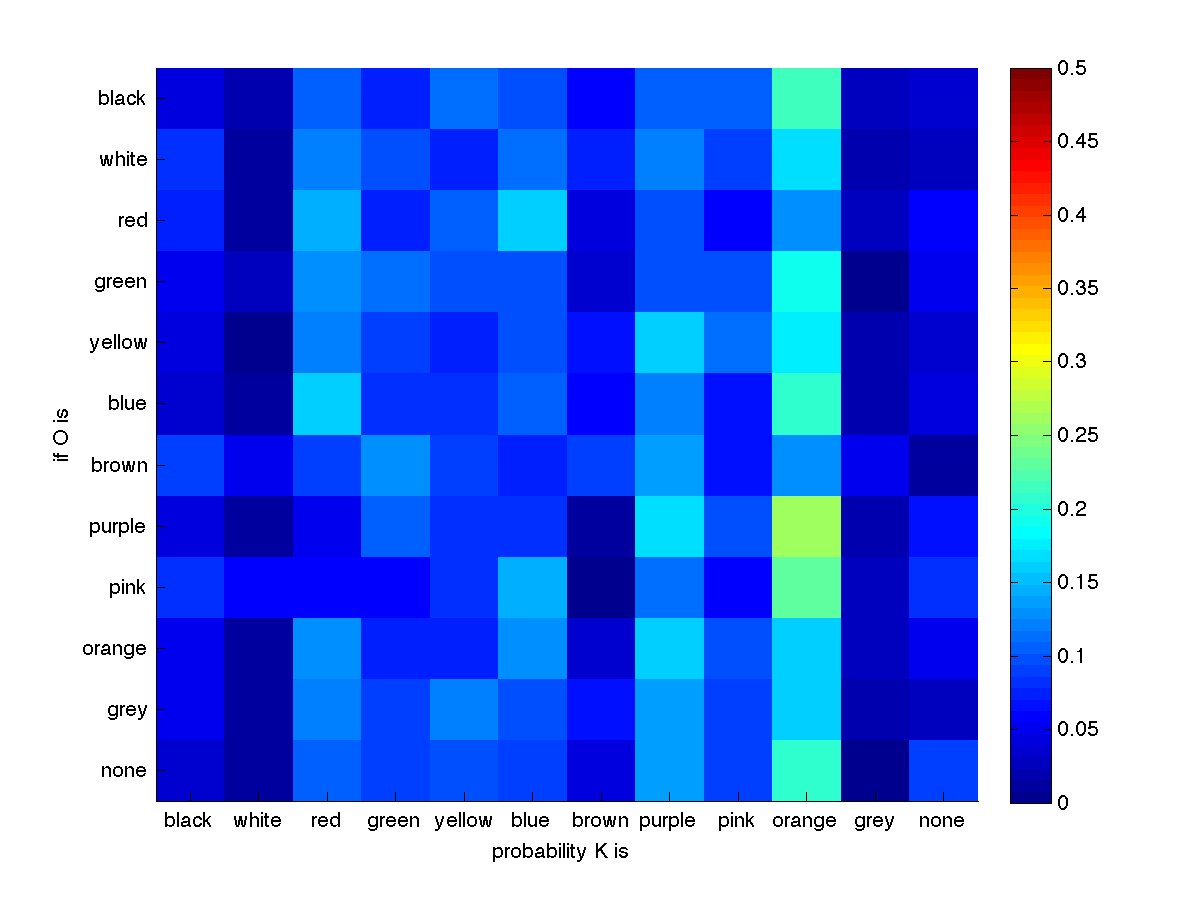 if O is
black
white
red
green
yellow
blue
brown
purple
pink
orange
grey
none
black white red green yellow blue brown purple pink orange grey none
probability K is
0.5
0.45
0.4
0.35
0.3
0.25
0.2
0.15
0.1
0.05
0